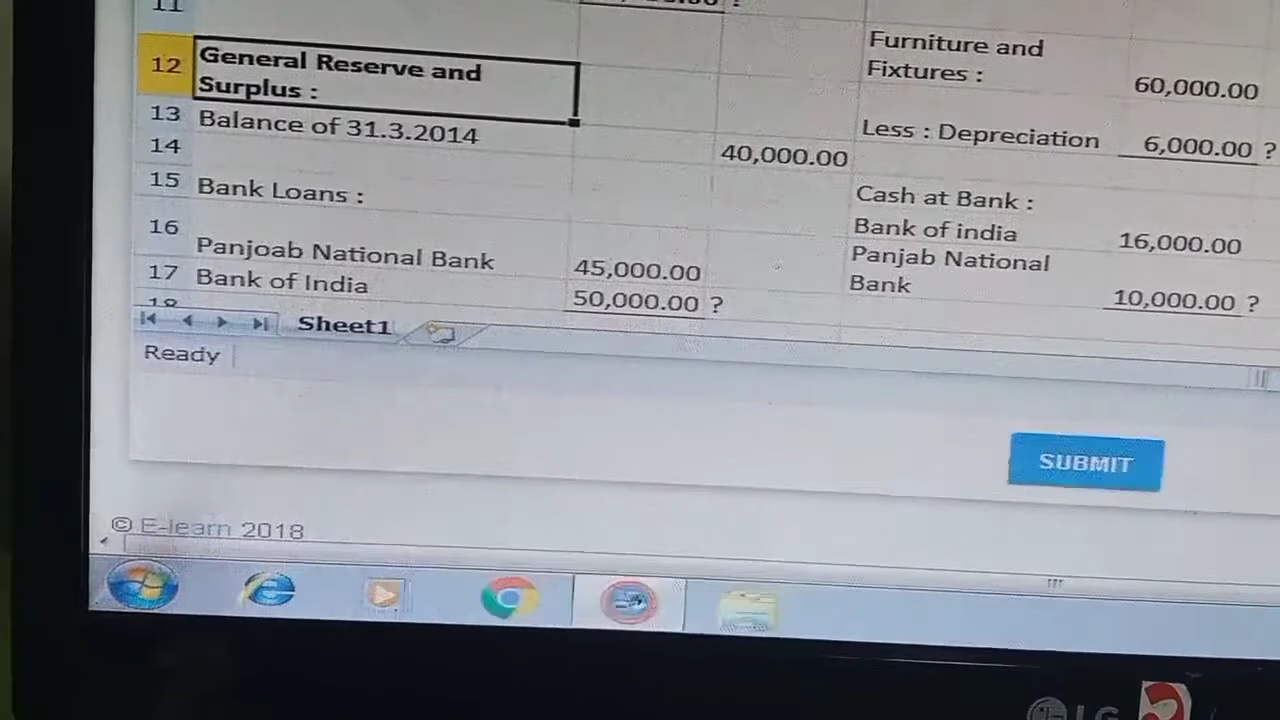 11
12 General Reserve and
Surplus :
Furniture and
Fixtures :
60,000.00
13 Balance of 31.3.2014
Less : Depreciation 6,000.00 ?
14 40,000.00
15 Bank Loans :
Cash at Bank :
16 Panjoab National Bank 45,000.00
Bank of india 16,000.00
17 Bank of India 50,000.00 ?
Panjab National
Bank 10,000.00 ?
18
Sheet1
Ready
SUBMIT
© E-learn 2018
LG